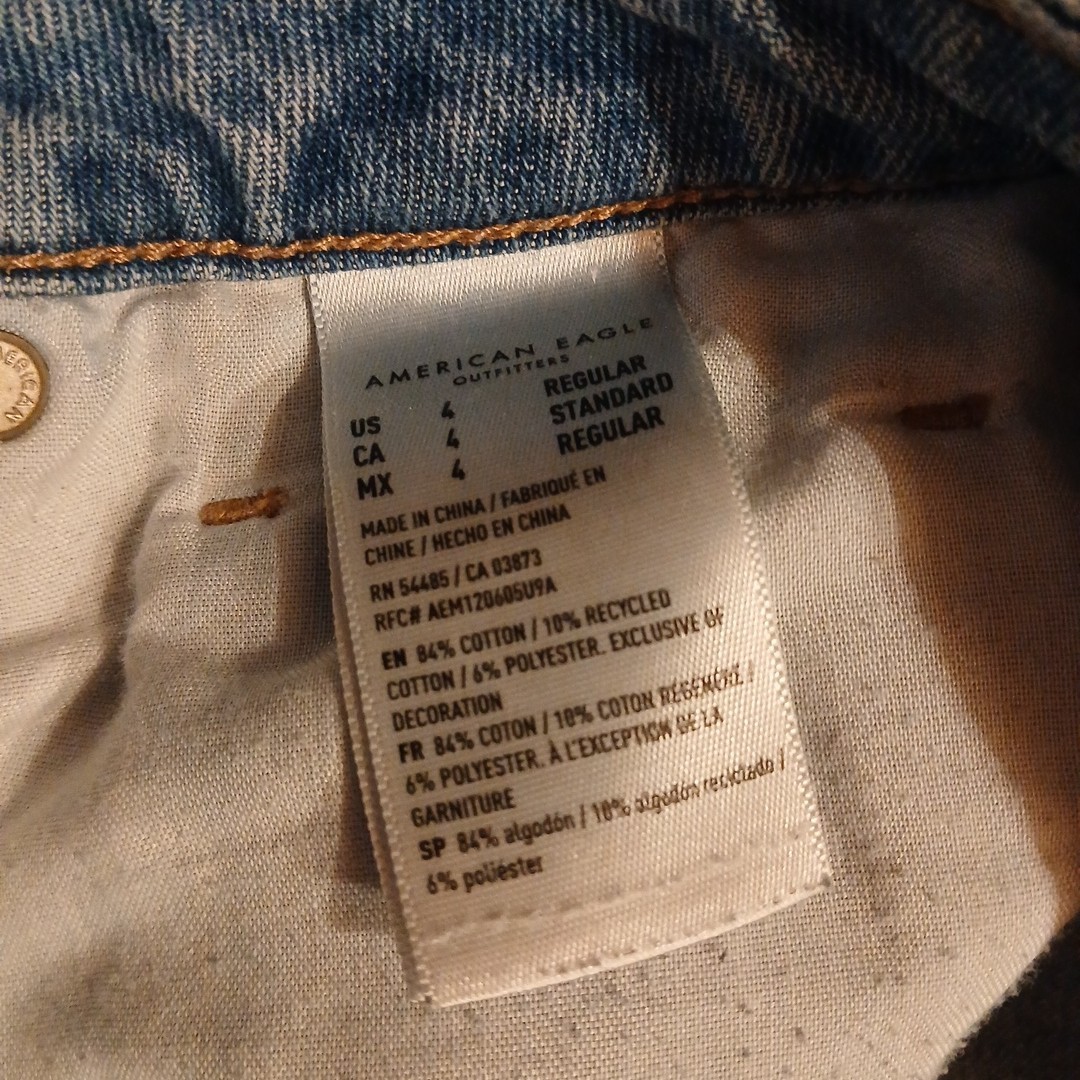 AMERICAN EAGLE
OUTFITTERS
US 4 REGULAR
CA 4 STANDARD
MX 4 REGULAR
MADE IN CHINA / FABRIQUÉ EN
CHINE / HECHO EN CHINA
RN 54485 / CA 03873
RFC# AEM120605U9A
EN 84% COTTON / 10% RECYCLED
COTTON / 6% POLYESTER. EXCLUSIVE OF
DECORATION
FR 84% COTON / 10% COTON REGENERE /
6% POLYESTER. À L'EXCEPTION DE LA
GARNITURE
SP 84% algodón / 10% algodón reciclado /
6% poliéster
AMERICAN